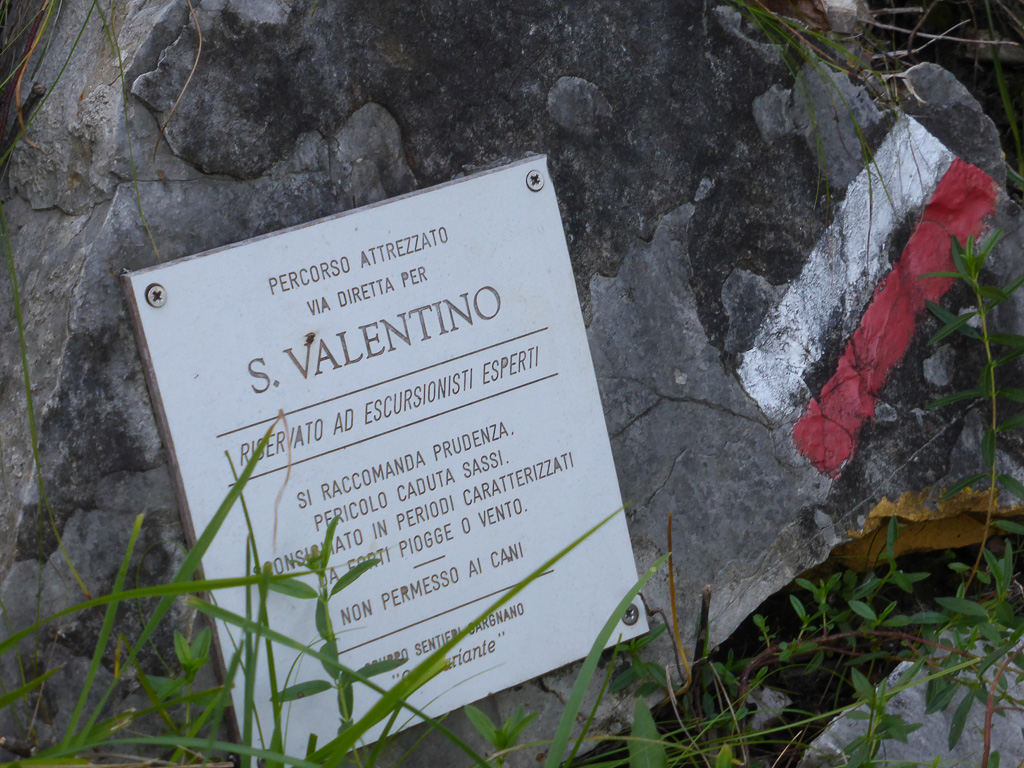 PERCORSO ATTREZZATO
VIA DIRETTA PER
S. VALENTINO
RISERVATO AD ESCURSIONISTI ESPERTI
SI RACCOMANDA PRUDENZA.
PERICOLO CADUTA SASSI.
SCONSIGLIATO IN PERIODI CARATTERIZZATI
DA FORTI PIOGGE O VENTO.
NON PERMESSO AI CANI
GRUPPO SENTIERI GARGNANO